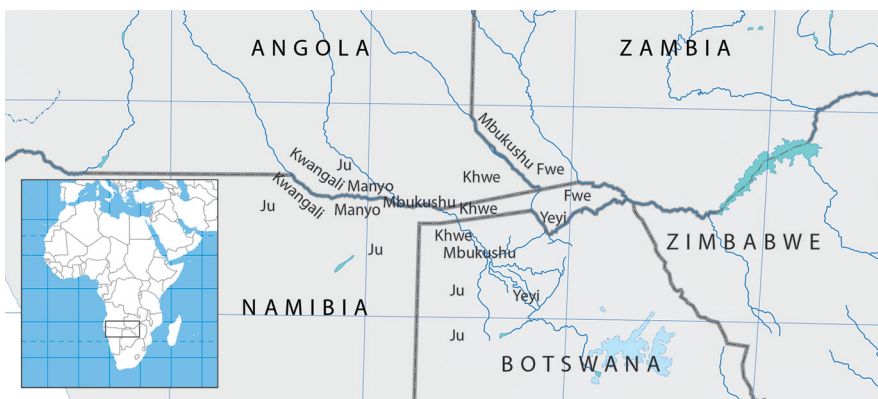 ANGOLA
ZAMBIA
Mbukushu
Kwangali
Ju
Fwe
Khwe
Kwangali
Manyo
Mbukushu
Fwe
Ju
Manyo
Khwe
Yeyi
Khwe
Ju
Mbukushu
ZIMBABWE
Ju
Yeyi
NAMIBIA
Ju
BOTSWANA